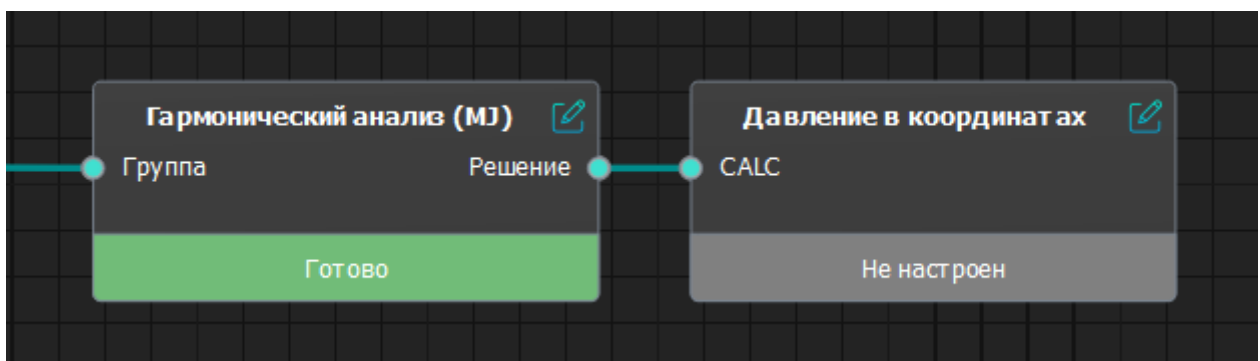 Гармонический анализ (MJ)
Группа
Решение
Готово
Давление в координатах
CALC
Не настроен